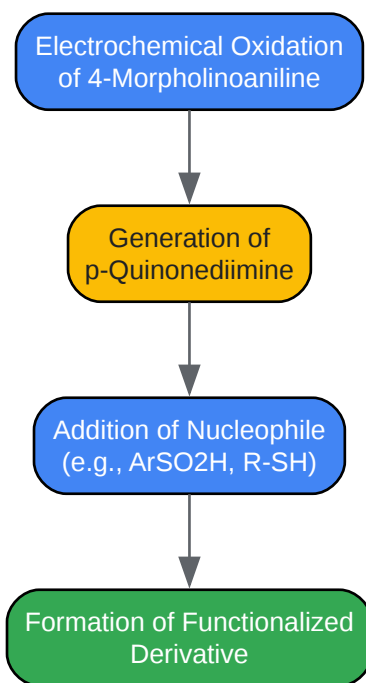 Electrochemical Oxidation
of 4-Morpholinoaniline
Generation of
p-Quinonediimine
Addition of Nucleophile
(e.g., ArSO2H, R-SH)
Formation of Functionalized
Derivative